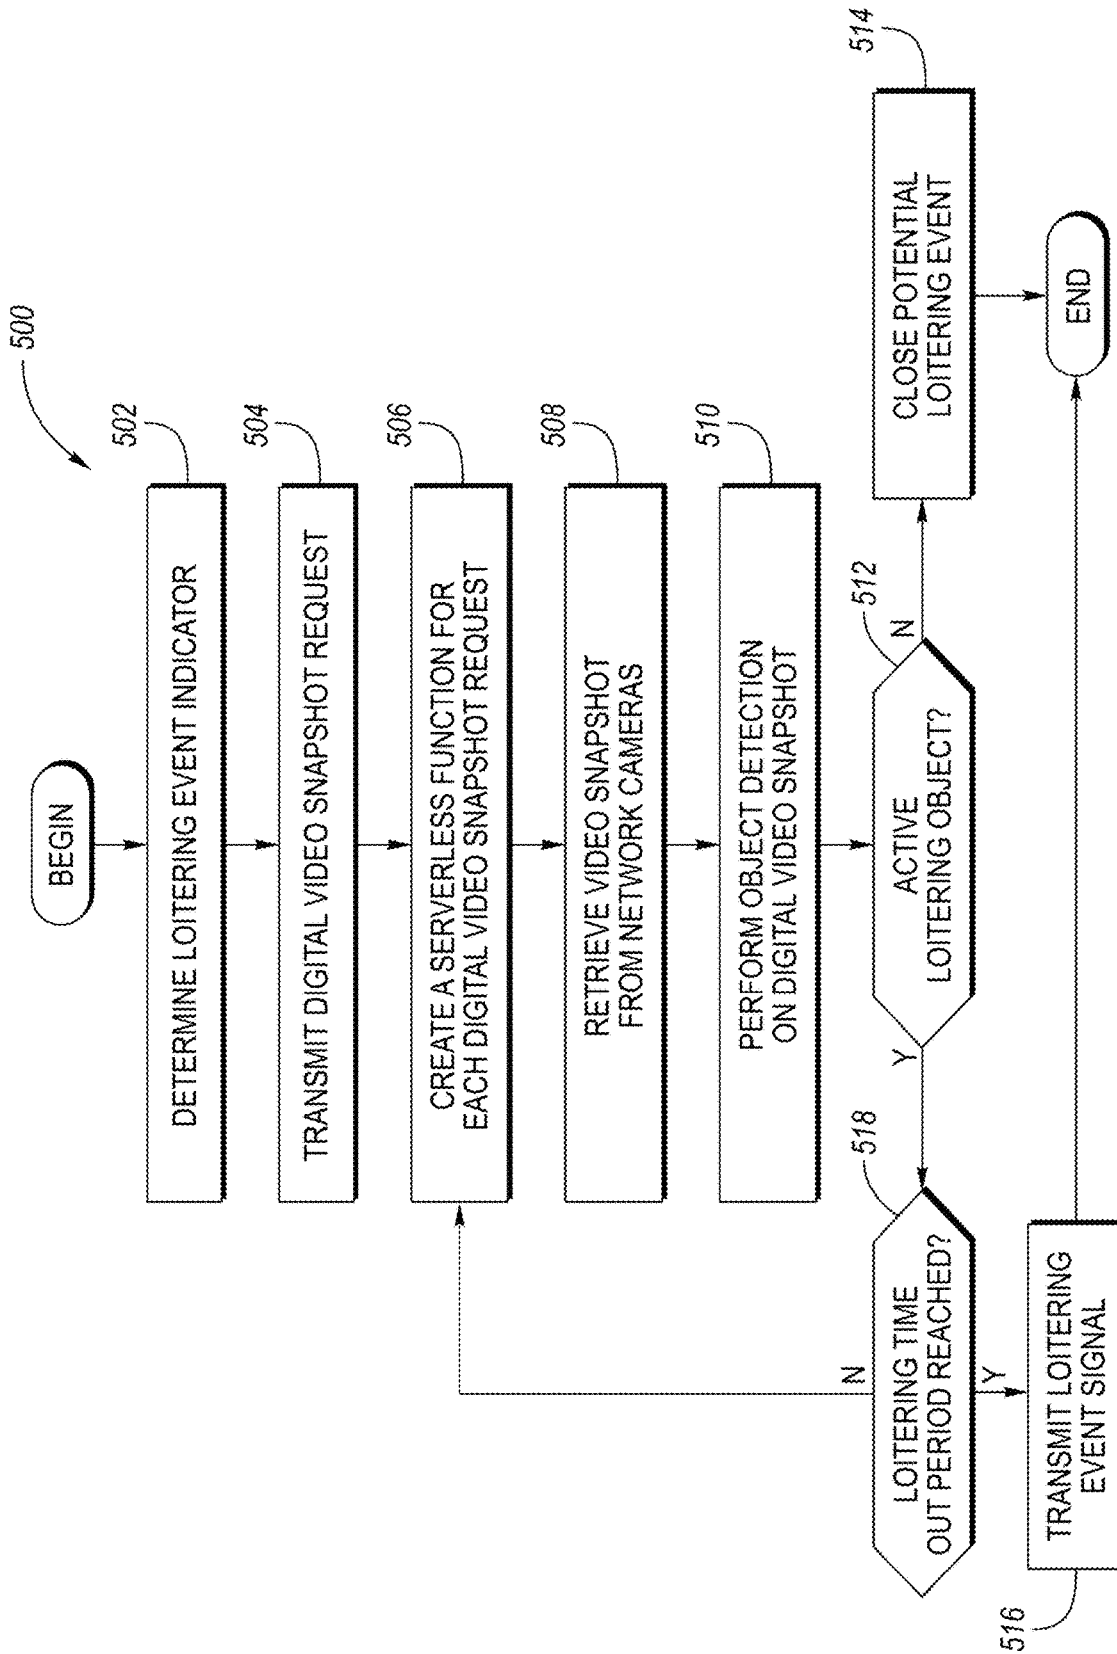 500
BEGIN
DETERMINE LOITERING EVENT INDICATOR
502
TRANSMIT DIGITAL VIDEO SNAPSHOT REQUEST
504
CREATE A SERVERLESS FUNCTION FOR
EACH DIGITAL VIDEO SNAPSHOT REQUEST
506
RETRIEVE VIDEO SNAPSHOT
FROM NETWORK CAMERAS
508
PERFORM OBJECT DETECTION
ON DIGITAL VIDEO SNAPSHOT
510
ACTIVE
LOITERING OBJECT?
512
N
CLOSE POTENTIAL
LOITERING EVENT
514
Y
LOITERING TIME
OUT PERIOD REACHED?
518
N
Y
TRANSMIT LOITERING
EVENT SIGNAL
516
END